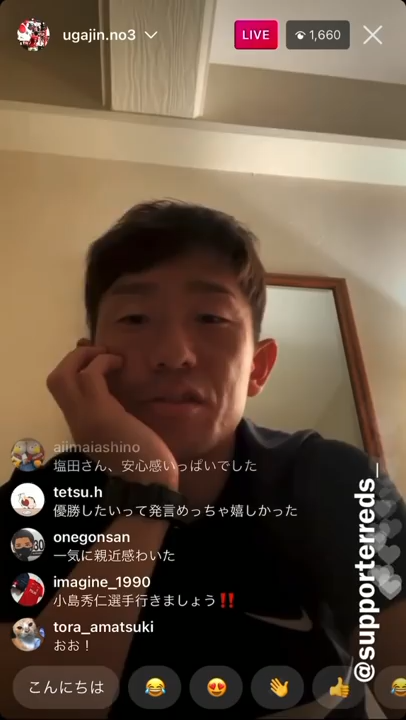 ugajin.no3
LIVE
1,660
aiimaiashino
塩田さん、安心感いっぱいでした
tetsu.h
優勝したいって発言めっちゃ嬉しかった
onegonsan
一気に親近感わいた
imagine_1990
小島秀仁選手行きましょう‼️
tora_amatsuki
おお！
こんにちは
@supporterreds_